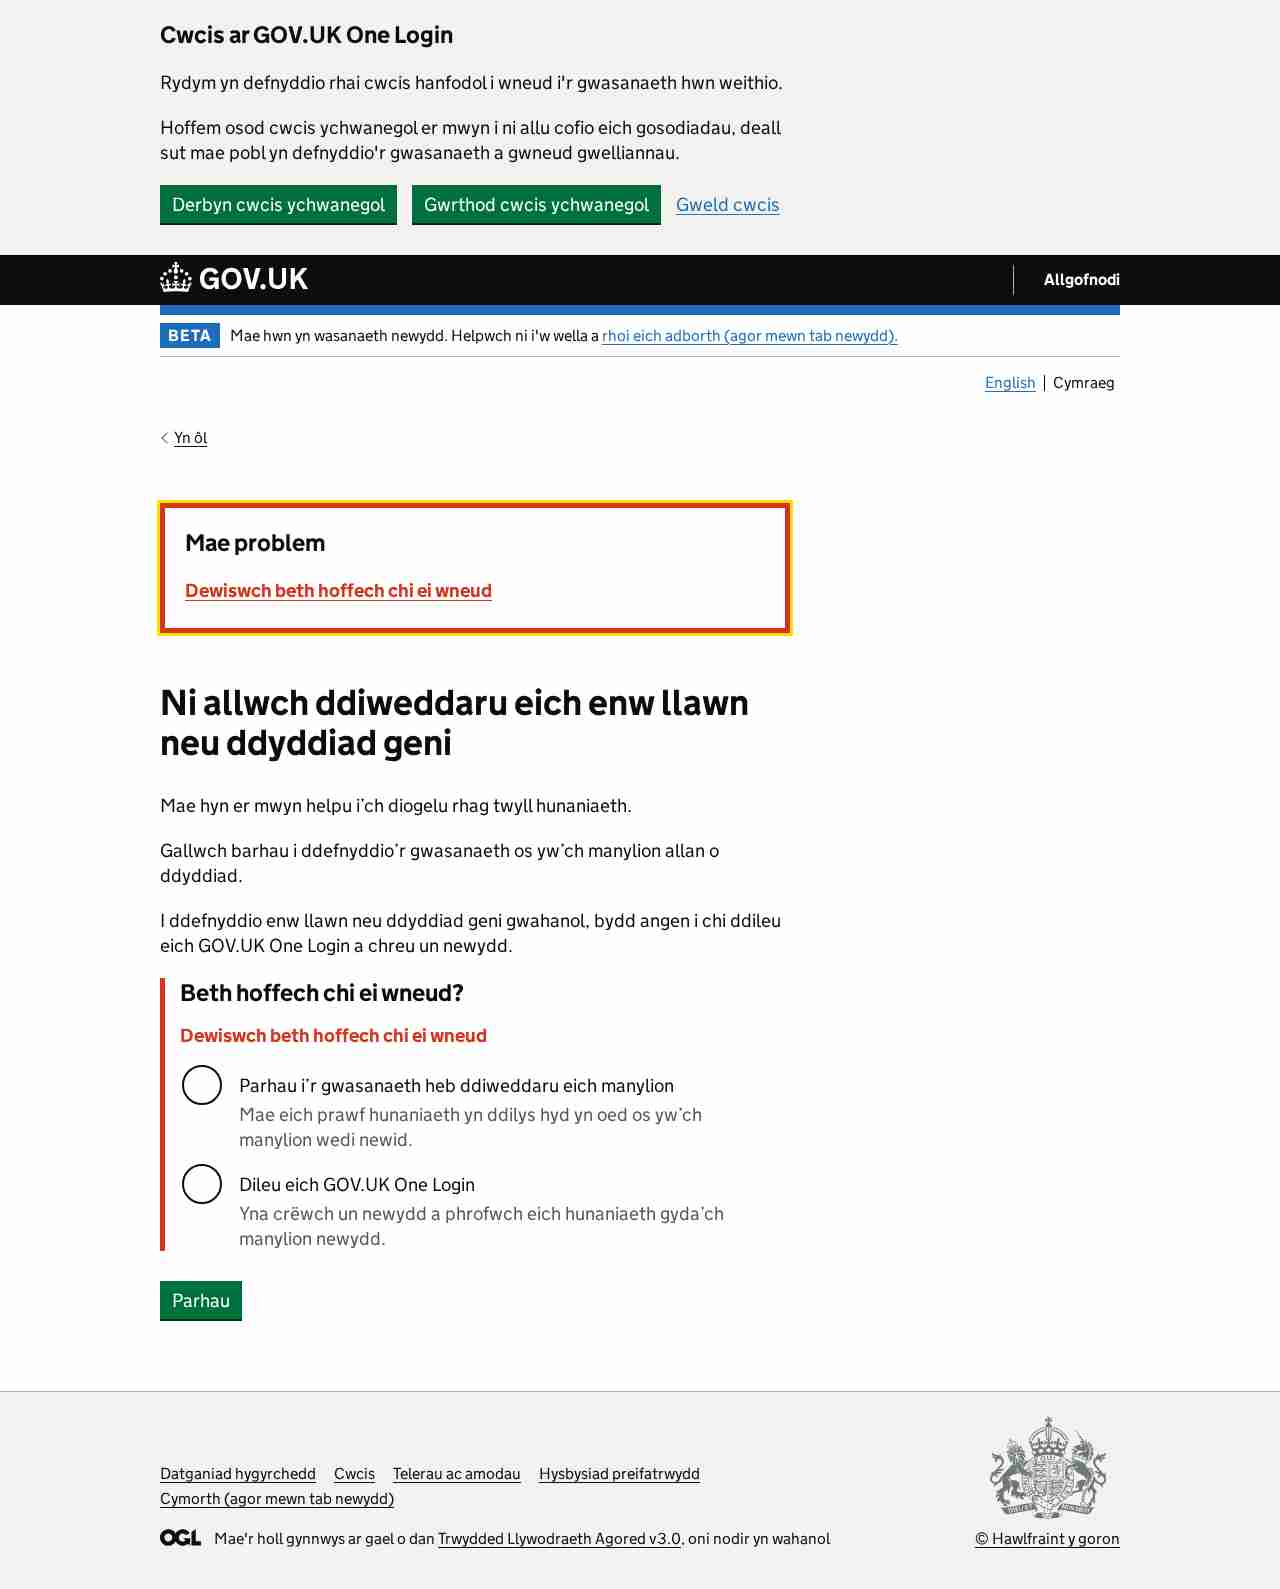 Cwcis ar GOV.UK One Login
Rydym yn defnyddio rhai cwcis hanfodol i wneud i'r gwasanaeth hwn weithio.
Hoffem osod cwcis ychwanegol er mwyn i ni allu cofio eich gosodiadau, deall
sut mae pobl yn defnyddio'r gwasanaeth a gwneud gwelliannau.
Derbyn cwcis ychwanegol Gwrthod cwcis ychwanegol Gweld cwcis
GOV.UK Allgofnodi
BETA Mae hwn yn wasanaeth newydd. Helpwch ni i'w wella a rhoi eich adborth (agor mewn tab newydd).
English Cymraeg
Yn ôl
Mae problem
Dewiswch beth hoffech chi ei wneud
Ni allwch ddiweddaru eich enw llawn
neu ddyddiad geni
Mae hyn er mwyn helpu i’ch diogelu rhag twyll hunaniaeth.
Gallwch barhau i ddefnyddio’r gwasanaeth os yw’ch manylion allan o
ddyddiad.
I ddefnyddio enw llawn neu ddyddiad geni gwahanol, bydd angen i chi ddileu
eich GOV.UK One Login a chreu un newydd.
Beth hoffech chi ei wneud?
Dewiswch beth hoffech chi ei wneud
Parhau i’r gwasanaeth heb ddiweddaru eich manylion
Mae eich prawf hunaniaeth yn ddilys hyd yn oed os yw’ch
manylion wedi newid.
Dileu eich GOV.UK One Login
Yna crëwch un newydd a phrofwch eich hunaniaeth gyda’ch
manylion newydd.
Parhau
Datganiad hygyrchedd Cwcis Telerau ac amodau Hysbysiad preifatrwydd
Cymorth (agor mewn tab newydd)
OGL Mae'r holl gynnwys ar gael o dan Trwydded Llywodraeth Agored v3.0, oni nodir yn wahanol
© Hawlfraint y goron